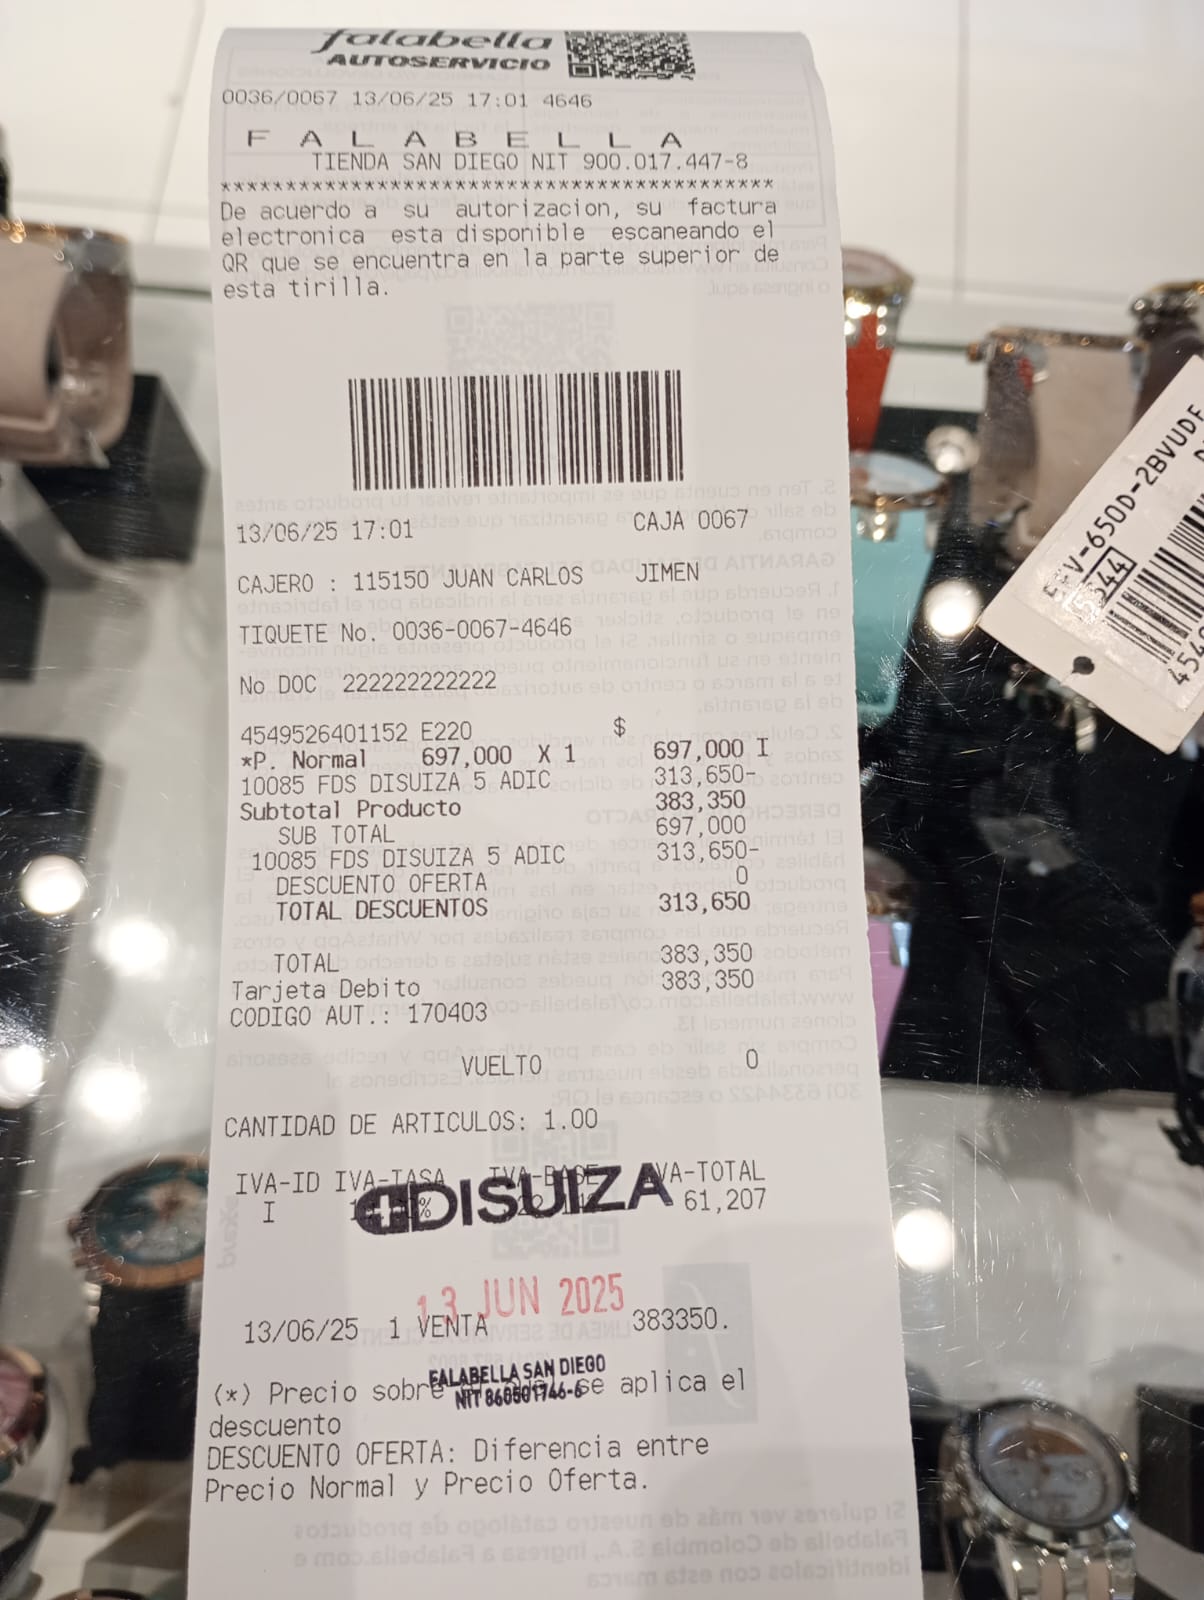 falabella
AUTOSERVICIO
0036/0067 13/06/25 17:01 4646
F A L A B E L L A
TIENDA SAN DIEGO NIT 900.017.447-8
*******************************************
De acuerdo a su autorizacion, su factura
electronica esta disponible escaneando el
QR que se encuentra en la parte superior de
esta tirilla.
13/06/25 17:01 CAJA 0067
CAJERO : 115150 JUAN CARLOS JIMEN
TIQUETE No. 0036-0067-4646
No DOC 222222222222
4549526401152 E220 $
*P. Normal 697,000 X 1 697,000 I
10085 FDS DISUIZA 5 ADIC 313,650-
Subtotal Producto 383,350
SUB TOTAL 697,000
10085 FDS DISUIZA 5 ADIC 313,650-
DESCUENTO OFERTA 0
TOTAL DESCUENTOS 313,650
TOTAL 383,350
Tarjeta Debito 383,350
CODIGO AUT.: 170403
VUELTO 0
CANTIDAD DE ARTICULOS: 1.00
IVA-ID IVA-TASA IVA-BASE IVA-TOTAL
I 61,207
DISUIZA
13 JUN 2025
13/06/25 1 VENTA 383350.
FALABELLA SAN DIEGO
NIT 860501746-6
(*) Precio sobre se aplica el
descuento
DESCUENTO OFERTA: Diferencia entre
Precio Normal y Precio Oferta.
V-650D-2BVUDF